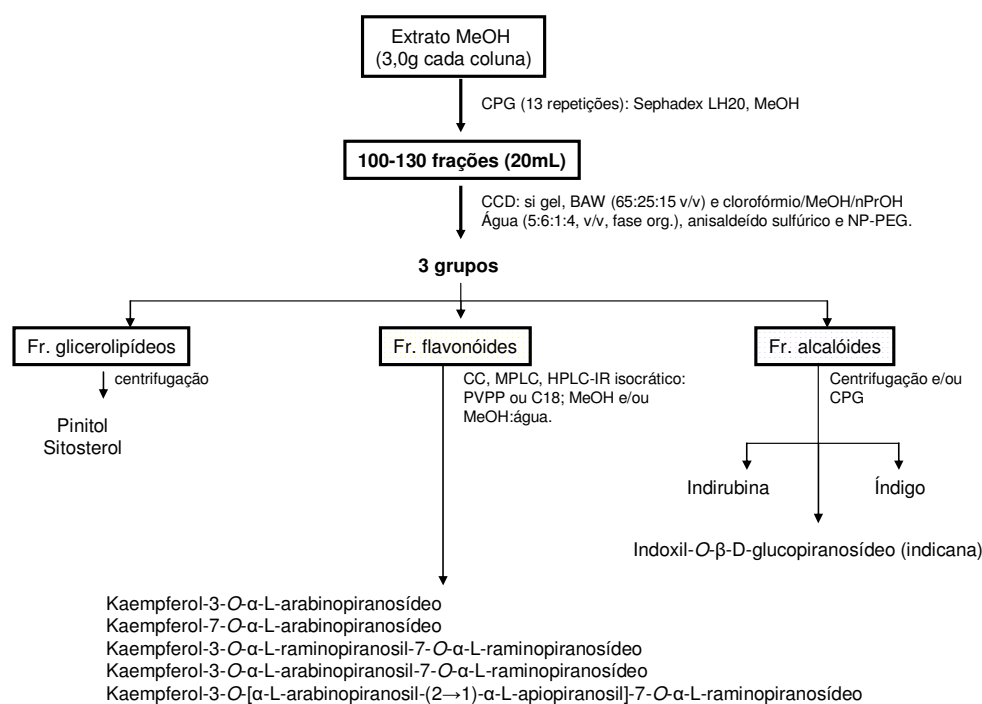 Extrato MeOH
(3,0g cada coluna)
CPG (13 repetições): Sephadex LH20, MeOH
100-130 frações (20mL)
CCD: si gel, BAW (65:25:15 v/v) e clorofórmio/MeOH/nPrOH
Água (5:6:1:4, v/v, fase org.), anisaldeído sulfúrico e NP-PEG.
3 grupos
Fr. glicerolipídeos
Fr. flavonóides
Fr. alcalóides
centrifugação
Pinitol
Sitosterol
CC, MPLC, HPLC-IR isocrático:
PVPP ou C18; MeOH e/ou
MeOH:água.
Centrifugação e/ou
CPG
Indirubina
Índigo
Indoxil-O-β-D-glucopiranosídeo (indicana)
Kaempferol-3-O-α-L-arabinopiranosídeo
Kaempferol-7-O-α-L-arabinopiranosídeo
Kaempferol-3-O-α-L-raminopiranosil-7-O-α-L-raminopiranosídeo
Kaempferol-3-O-α-L-arabinopiranosil-7-O-α-L-raminopiranosídeo
Kaempferol-3-O-[α-L-arabinopiranosil-(2→1)-α-L-apiopiranosil]-7-O-α-L-raminopiranosídeo